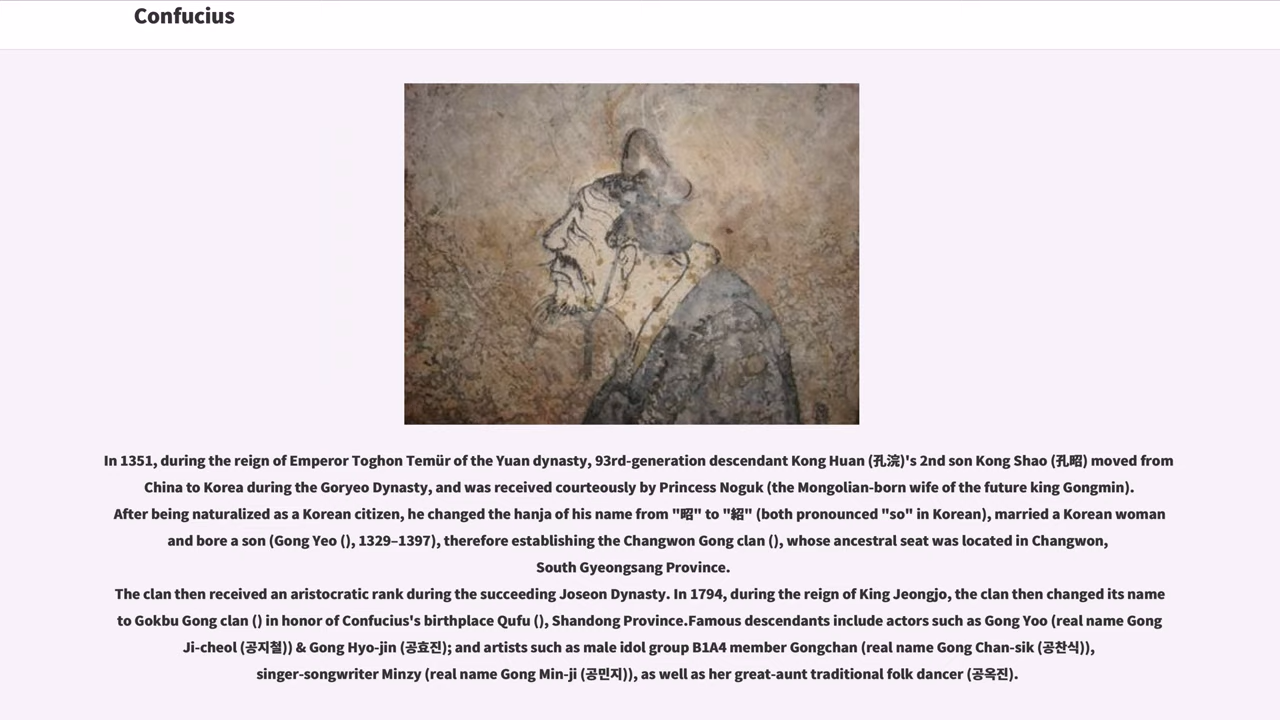 Confucius
In 1351, during the reign of Emperor Toghon Temür of the Yuan dynasty, 93rd-generation descendant Kong Huan (孔浣)'s 2nd son Kong Shao (孔昭) moved from
China to Korea during the Goryeo Dynasty, and was received courteously by Princess Noguk (the Mongolian-born wife of the future king Gongmin).
After being naturalized as a Korean citizen, he changed the hanja of his name from "昭" to "紹" (both pronounced "so" in Korean), married a Korean woman
and bore a son (Gong Yeo (), 1329–1397), therefore establishing the Changwon Gong clan (), whose ancestral seat was located in Changwon,
South Gyeongsang Province.
The clan then received an aristocratic rank during the succeeding Joseon Dynasty. In 1794, during the reign of King Jeongjo, the clan then changed its name
to Gokbu Gong clan () in honor of Confucius's birthplace Qufu (), Shandong Province.Famous descendants include actors such as Gong Yoo (real name Gong
Ji-cheol (공지철)) & Gong Hyo-jin (공효진); and artists such as male idol group B1A4 member Gongchan (real name Gong Chan-sik (공찬식)),
singer-songwriter Minzy (real name Gong Min-ji (공민지)), as well as her great-aunt traditional folk dancer (공옥진).